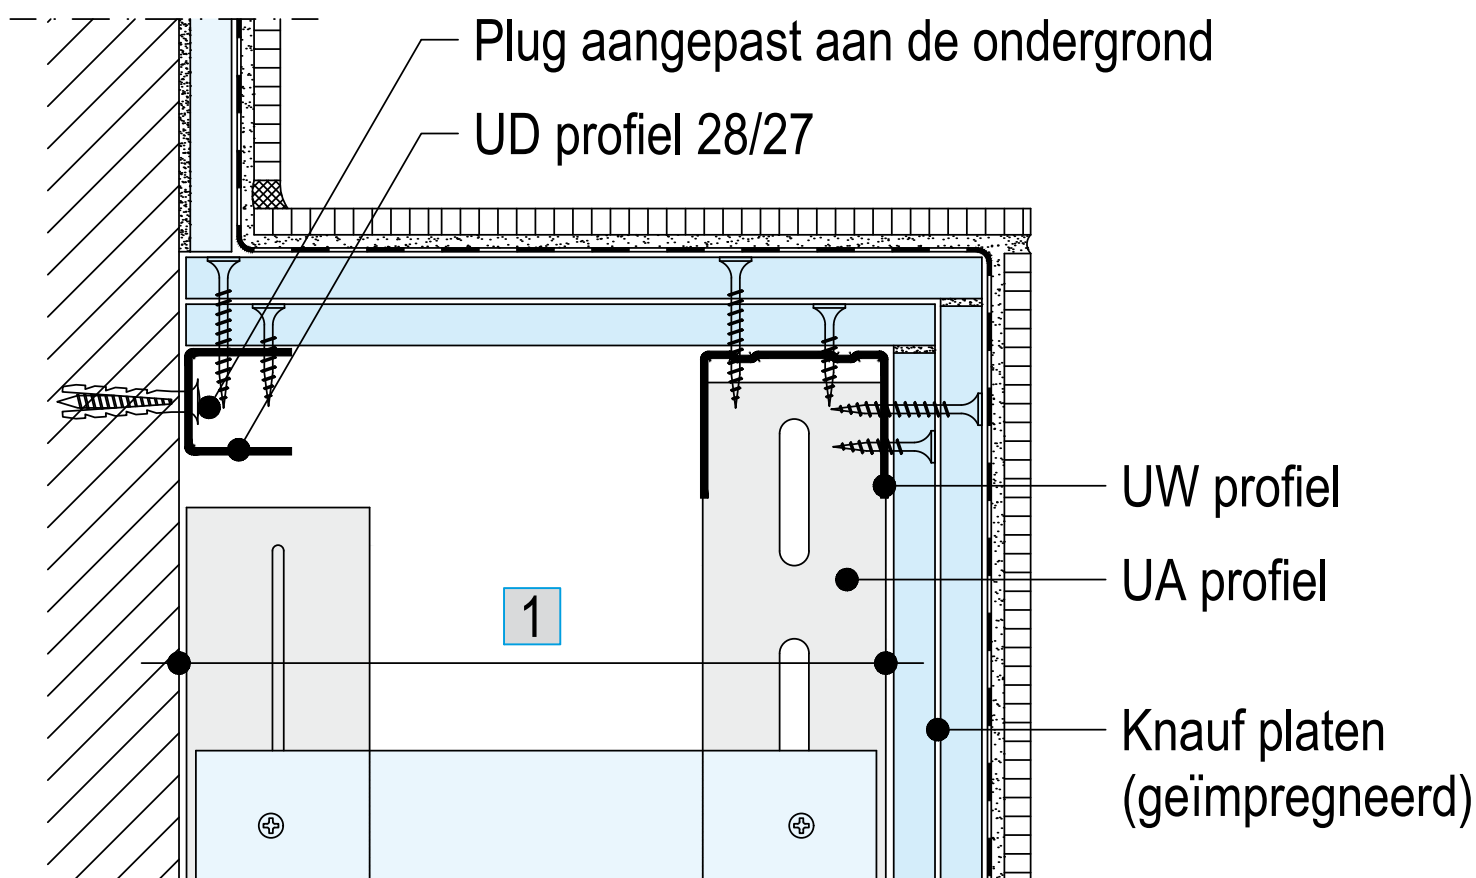 Plug aangepast aan de ondergrond
UD profiel 28/27
UW profiel
1
UA profiel
Knauf platen
(geïmpregneerd)